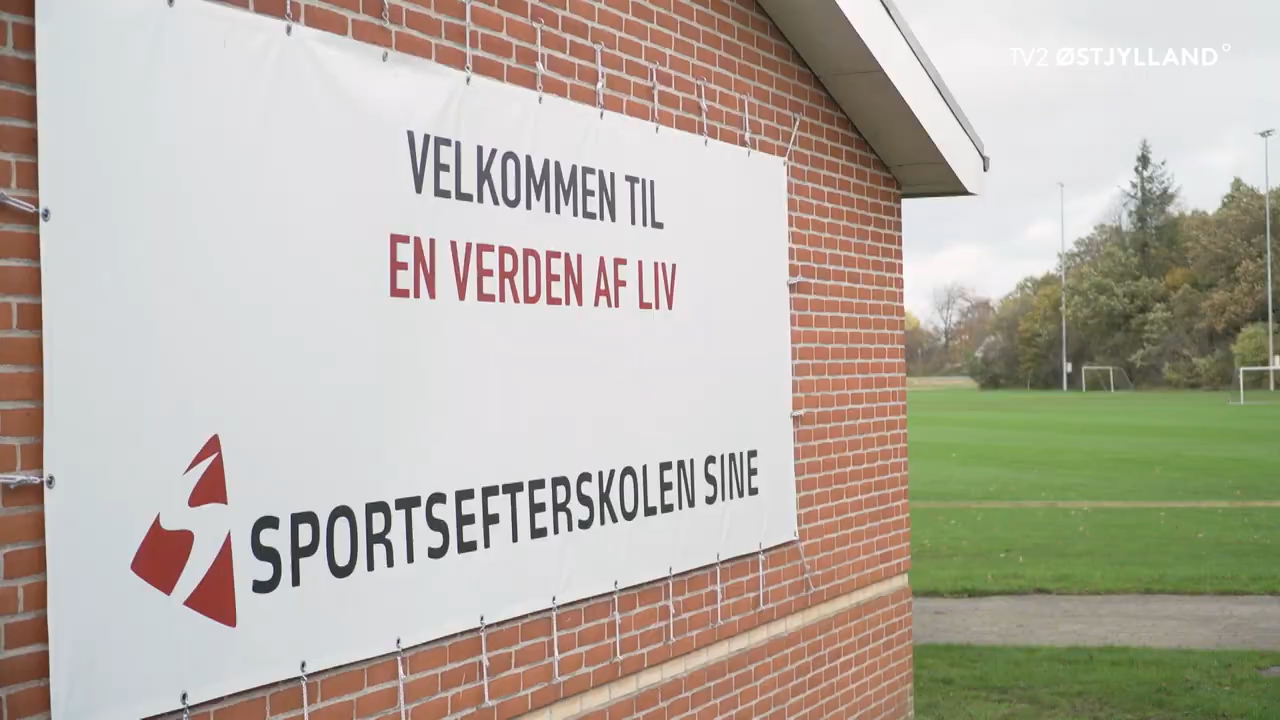 TV2 ØSTJYLLAND°
VELKOMMEN TIL
EN VERDEN AF LIV
SPORTSEFTERSKOLEN SINE